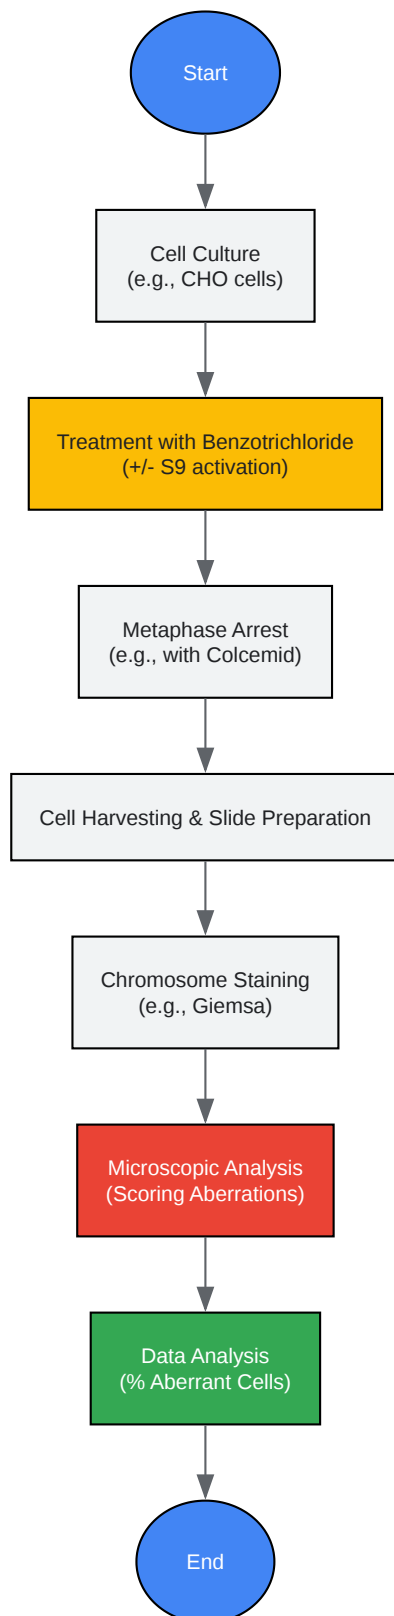 Start
Cell Culture
(e.g., CHO cells)
Treatment with Benzotrichloride
(+/- S9 activation)
Metaphase Arrest
(e.g., with Colcemid)
Cell Harvesting & Slide Preparation
Chromosome Staining
(e.g., Giemsa)
Microscopic Analysis
(Scoring Aberrations)
Data Analysis
(% Aberrant Cells)
End